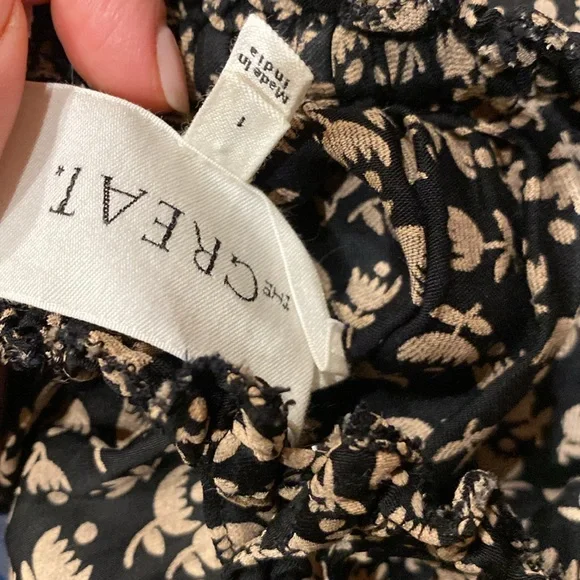 THE
GREAT.
1
Made in
India